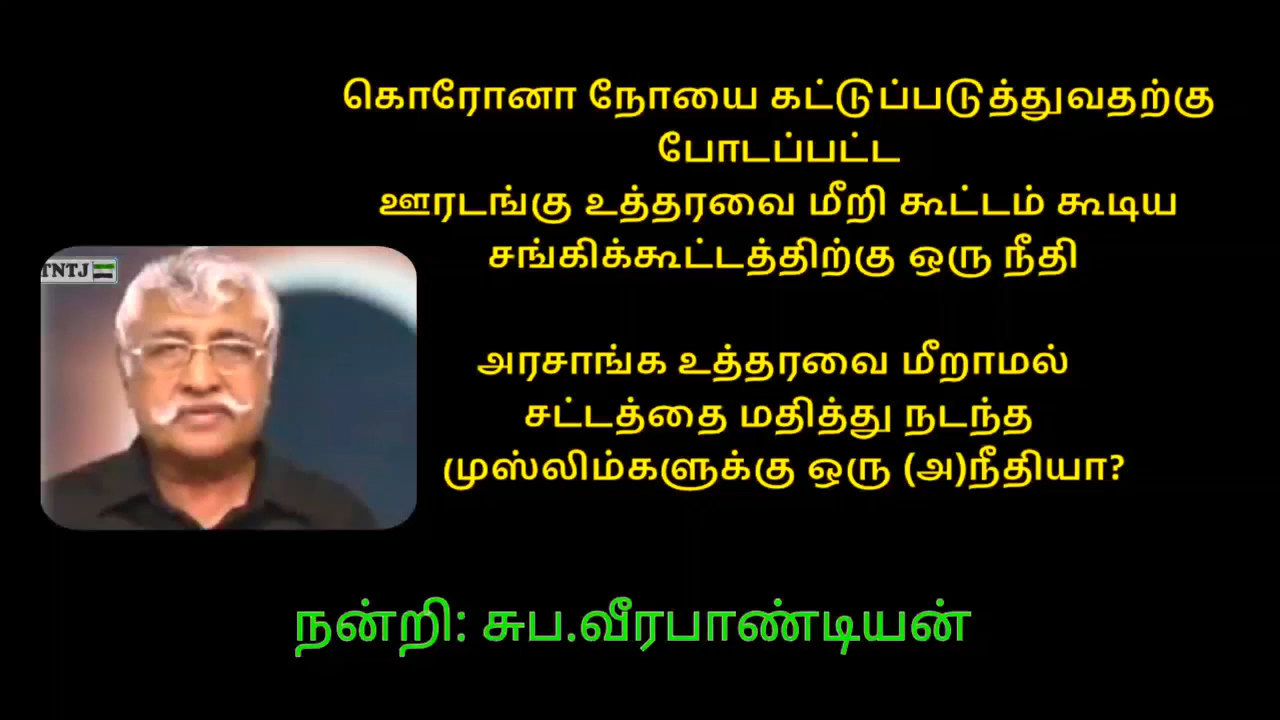 கொரோனா நோயை கட்டுப்படுத்துவதற்கு
போடப்பட்ட
ஊரடங்கு உத்தரவை மீறி கூட்டம் கூடிய
சங்கிக்கூட்டத்திற்கு ஒரு நீதி
TNTJ
அரசாங்க உத்தரவை மீறாமல்
சட்டத்தை மதித்து நடந்த
முஸ்லிம்களுக்கு ஒரு (அ)நீதியா?
நன்றி: சுப.வீரபாண்டியன்